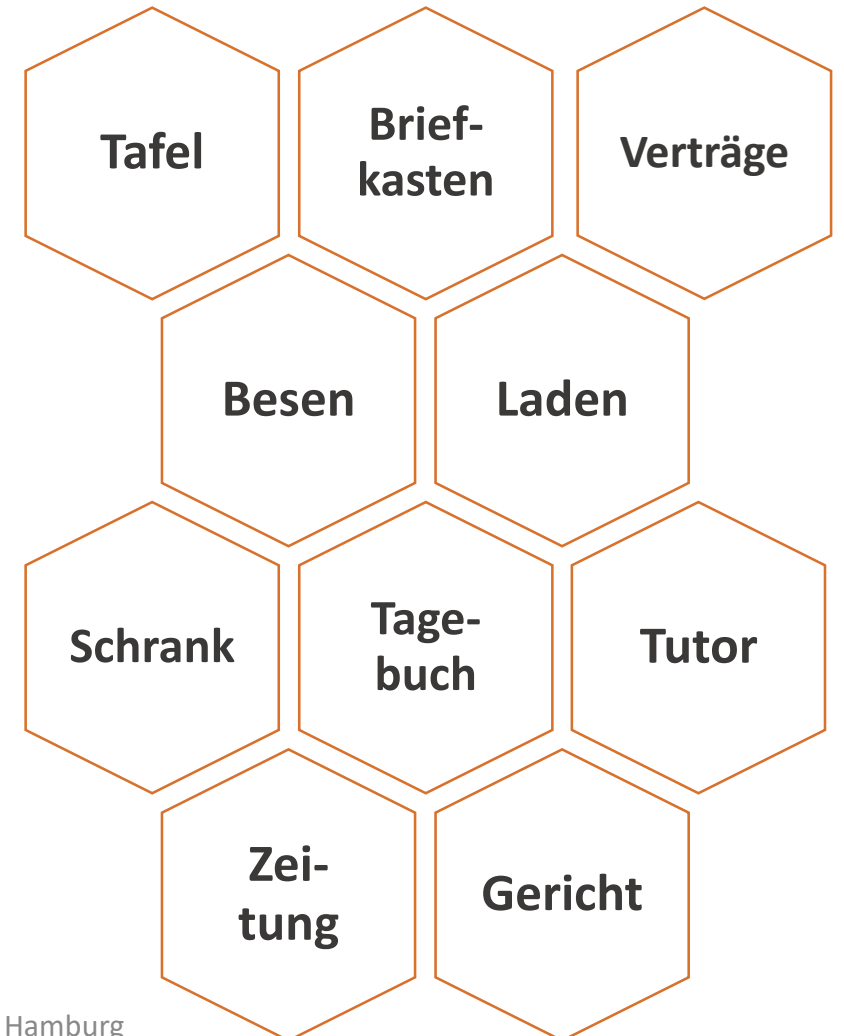 Tafel
Brief-
kasten
Verträge
Besen
Laden
Schrank
Tage-
buch
Tutor
Zei-
tung
Gericht
Hamburg